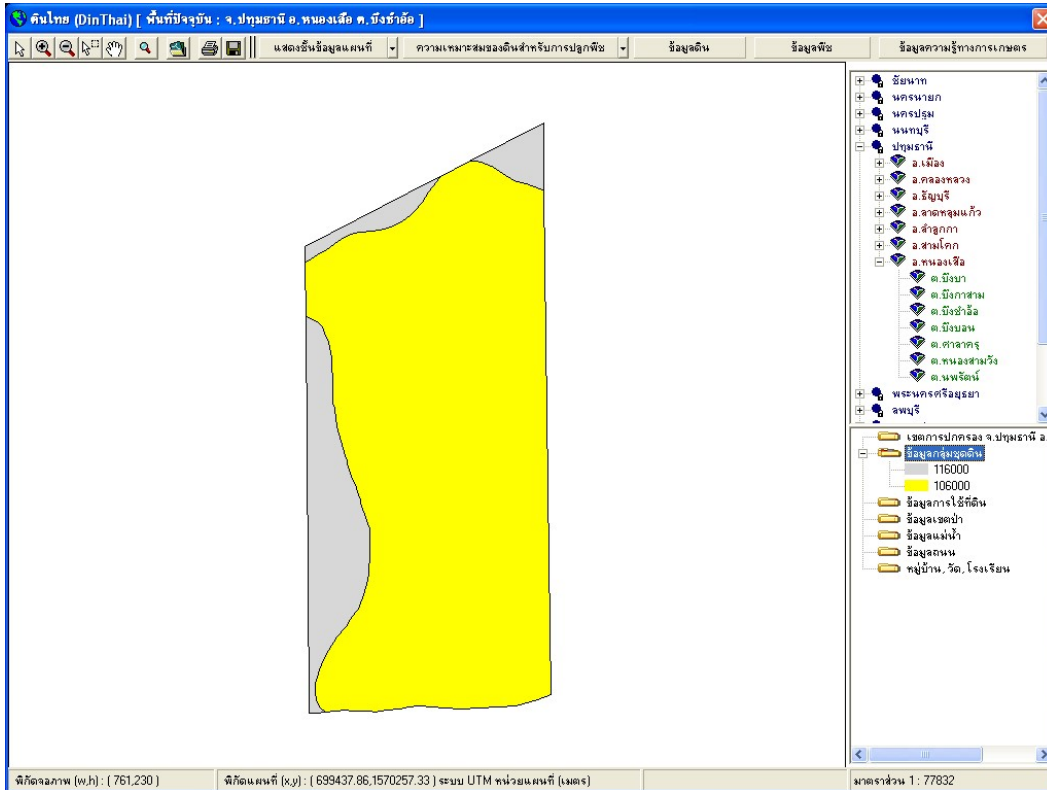 ดินไทย (DinThai) [ พื้นที่ปัจจุบัน : จ.ปทุมธานี อ.หนองเสือ ต.บึงชำอ้อ ]
แสดงชั้นข้อมูลแผนที่ ความเหมาะสมของดินสำหรับการปลูกพืช ข้อมูลดิน ข้อมูลพืช ข้อมูลความรู้ทางการเกษตร
ชัยนาท
นครนายก
นครปฐม
นนทบุรี
ปทุมธานี
อ.เมือง
อ.คลองหลวง
อ.ธัญบุรี
อ.ลาดหลุมแก้ว
อ.ลำลูกกา
อ.สามโคก
อ.หนองเสือ
ต.บึงบา
ต.บึงกาสาม
ต.บึงชำอ้อ
ต.บึงบอน
ต.ศาลาครุ
ต.หนองสามวัง
ต.นพรัตน์
พระนครศรีอยุธยา
ลพบุรี
เขตการปกครอง จ.ปทุมธานี อ.
ข้อมูลกลุ่มชุดดิน
116000
106000
ข้อมูลการใช้ที่ดิน
ข้อมูลเขตป่า
ข้อมูลแม่น้ำ
ข้อมูลถนน
หมู่บ้าน, วัด, โรงเรียน
พิกัดจอภาพ (w,h) : ( 761,230 ) พิกัดแผนที่ (x,y) : ( 699437.86,1570257.33 ) ระบบ UTM หน่วยแผนที่ (เมตร) มาตราส่วน 1 : 77832